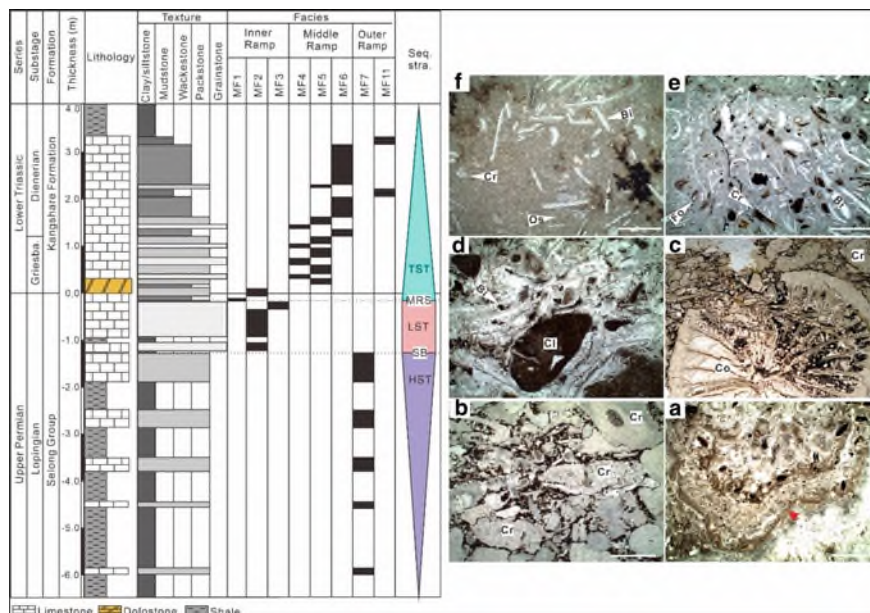 Series
Substage
Formation
Thickness (m)
Lithology
Texture
Clay/siltstone
Mudstone
Wackestone
Packstone
Grainstone
Facies
Inner
Ramp
Middle
Ramp
Outer
Ramp
MF1
MF2
MF3
MF4
MF5
MF6
MF7
MF11
Seq.
stra.
Lower Triassic
Dienerian
Griesba.
Kangshare Formation
Upper Permian
Lopingian
Selong Group
4.0
3.0
2.0
1.0
0.0
-1.0
-2.0
-3.0
-4.0
-5.0
-6.0
TST
MRS
LST
SB
HST
Limestone
Dolostone
Shale
f
Bi
Cr
Os
e
Fo
Cr
Bi
d
Cl
c
Cr
Co
b
Cr
Cr
Cr
a